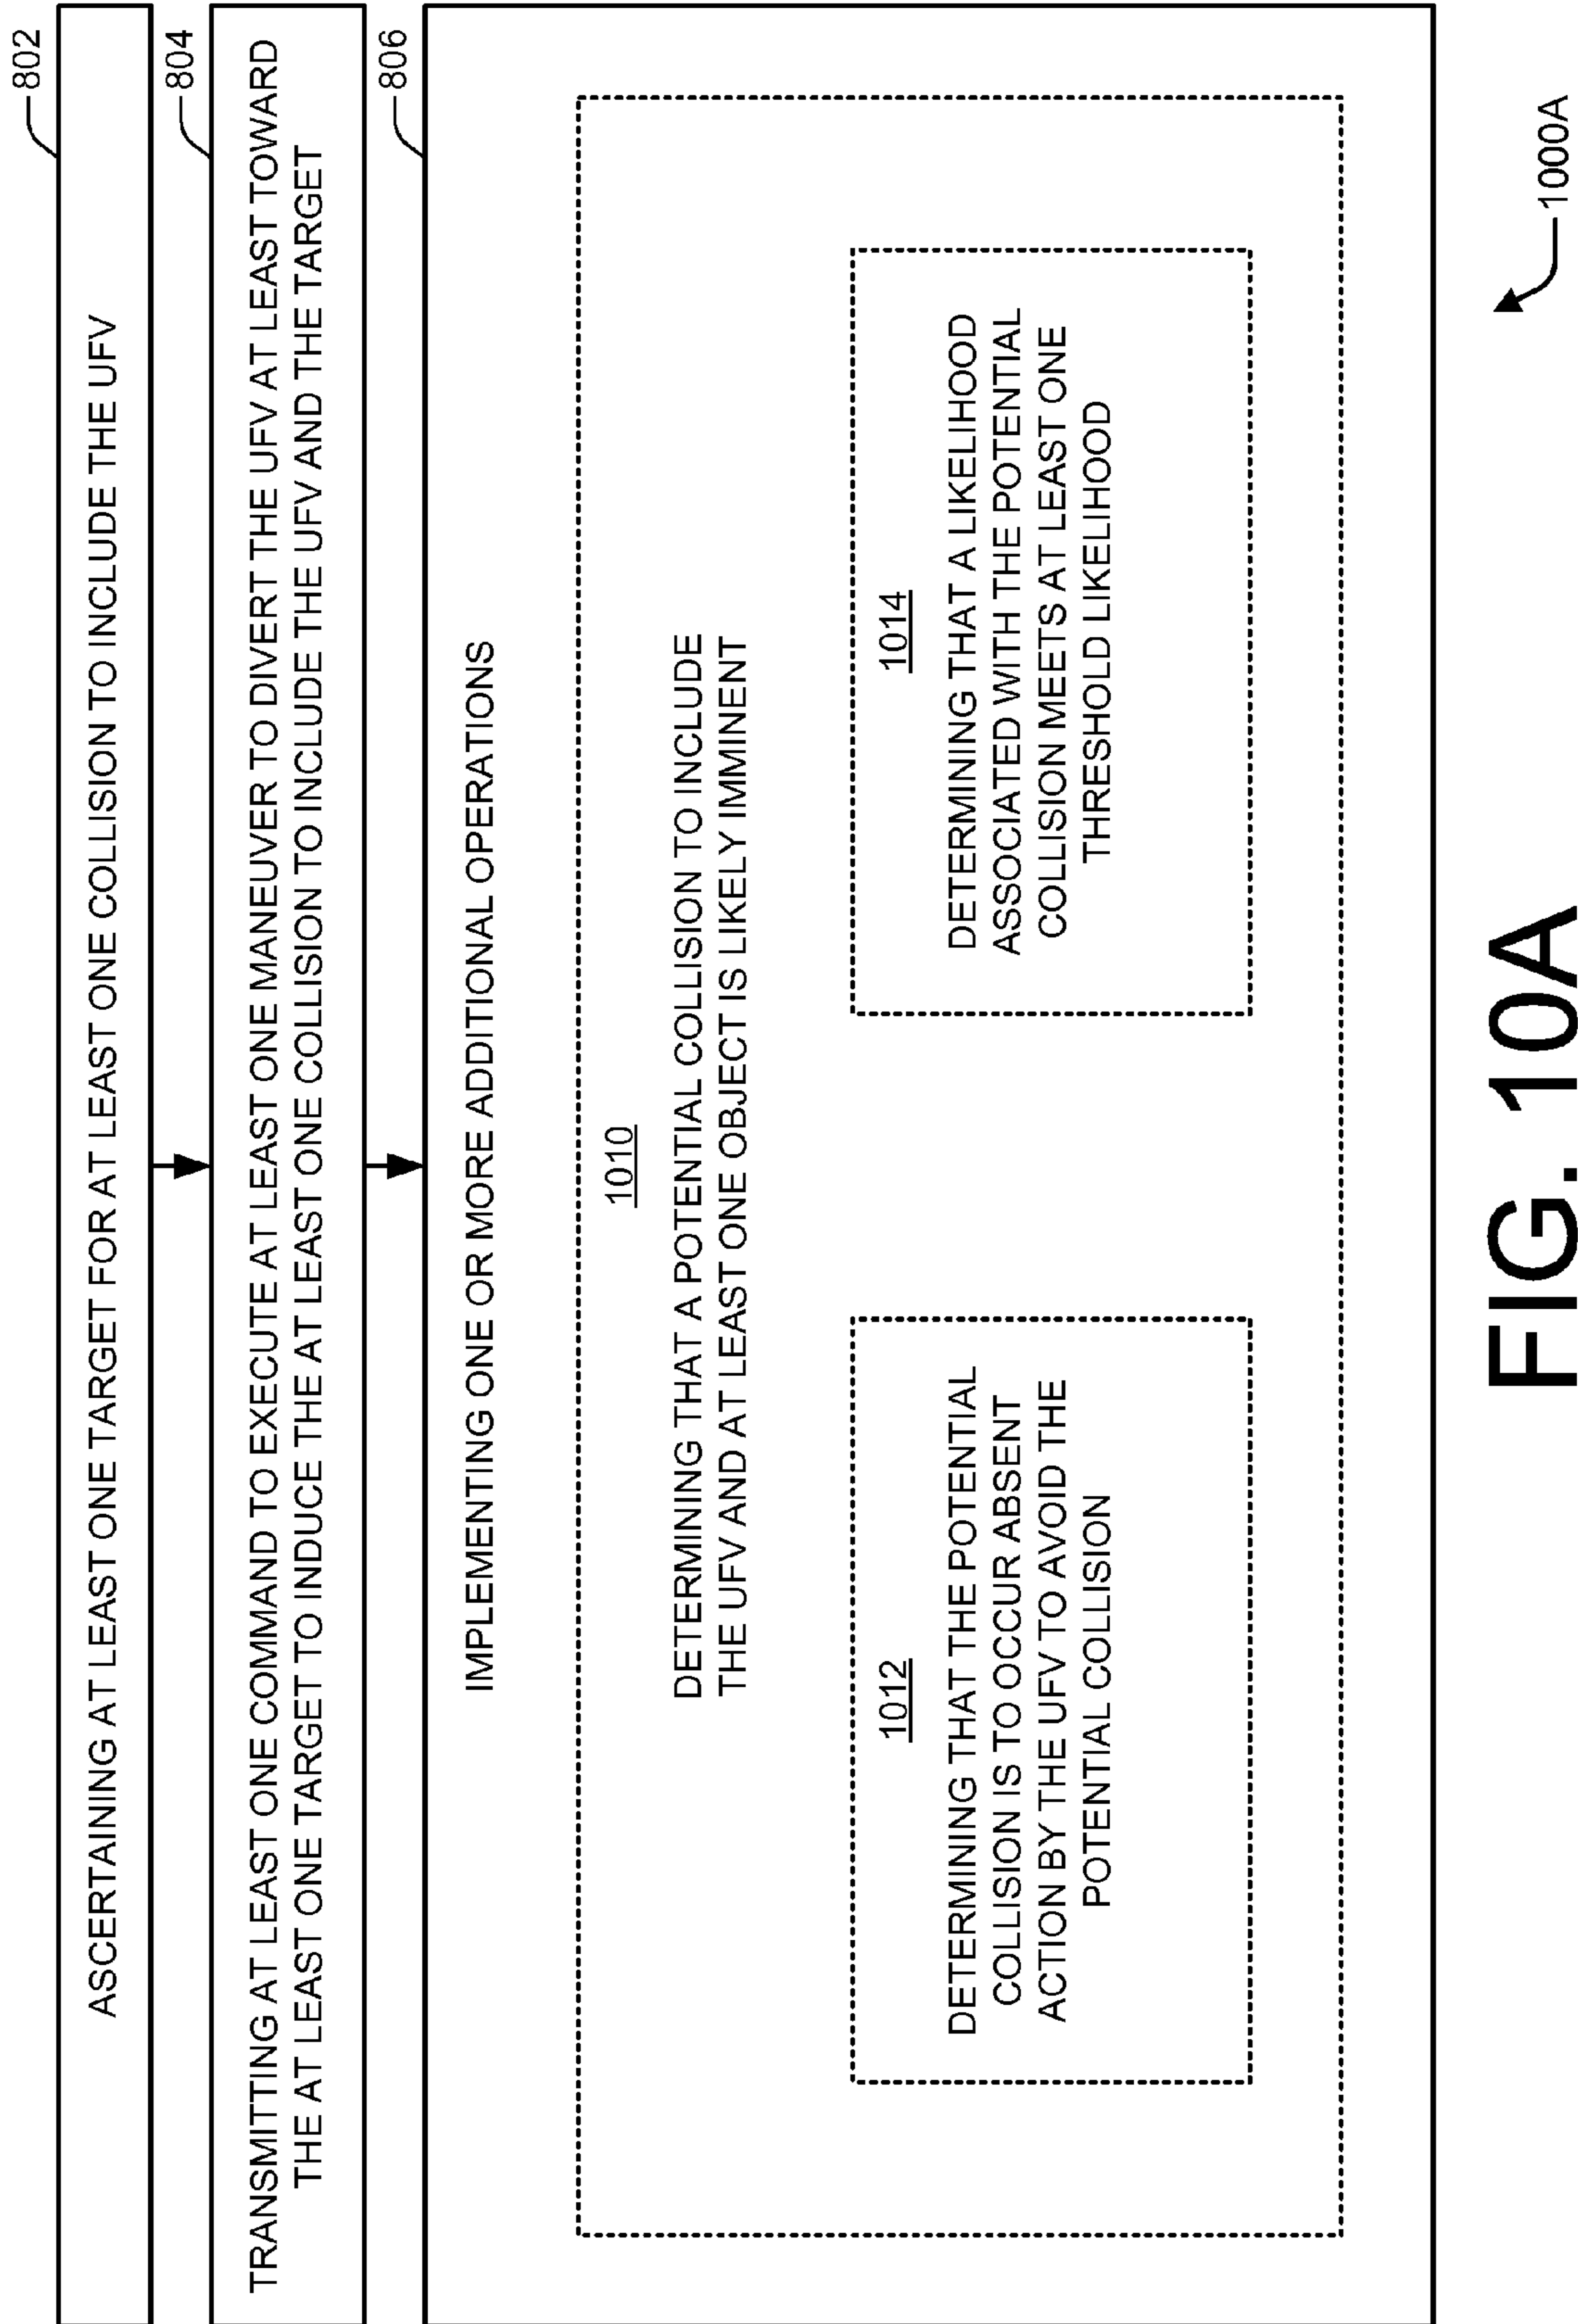 802
ASCERTAINING AT LEAST ONE TARGET FOR AT LEAST ONE COLLISION TO INCLUDE THE UFV
804
TRANSMITTING AT LEAST ONE COMMAND TO EXECUTE AT LEAST ONE MANEUVER TO DIVERT THE UFV AT LEAST TOWARD
THE AT LEAST ONE TARGET TO INDUCE THE AT LEAST ONE COLLISION TO INCLUDE THE UFV AND THE TARGET
806
IMPLEMENTING ONE OR MORE ADDITIONAL OPERATIONS
1010
DETERMINING THAT A POTENTIAL COLLISION TO INCLUDE
THE UFV AND AT LEAST ONE OBJECT IS LIKELY IMMINENT
1012
DETERMINING THAT THE POTENTIAL
COLLISION IS TO OCCUR ABSENT
ACTION BY THE UFV TO AVOID THE
POTENTIAL COLLISION
1014
DETERMINING THAT A LIKELIHOOD
ASSOCIATED WITH THE POTENTIAL
COLLISION MEETS AT LEAST ONE
THRESHOLD LIKELIHOOD
1000A
FIG. 10A